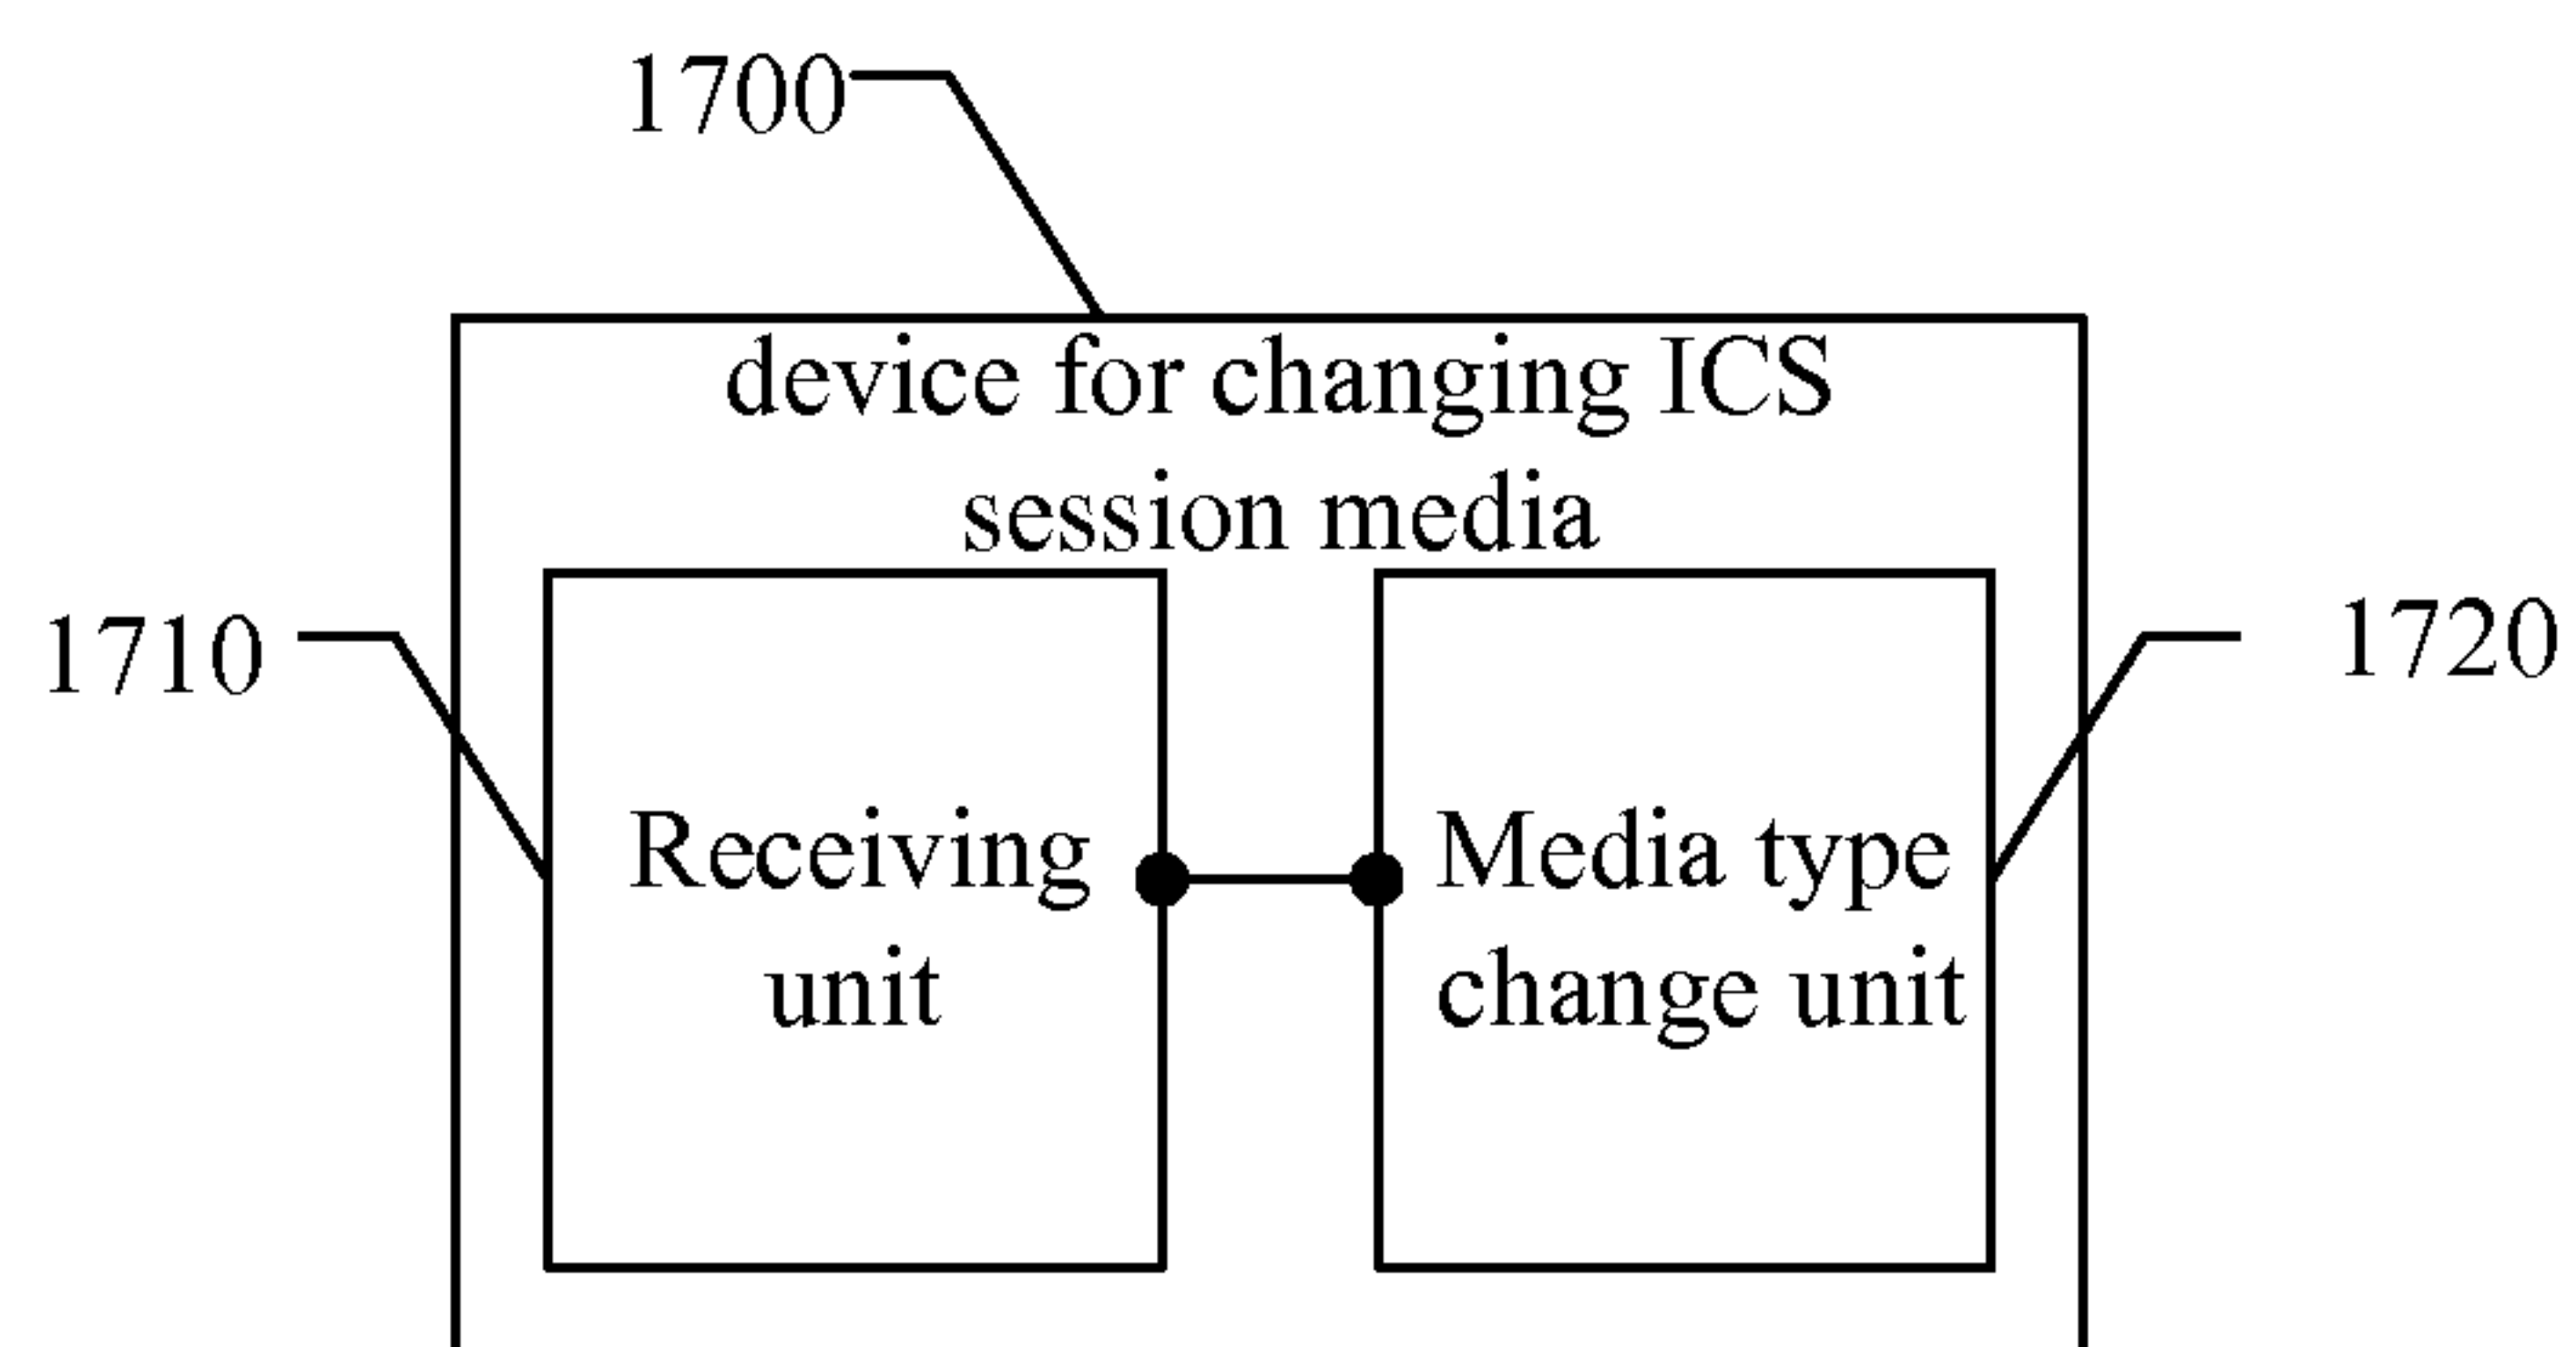 1700
device for changing ICS
session media
1710
1720
Receiving
unit
Media type
change unit